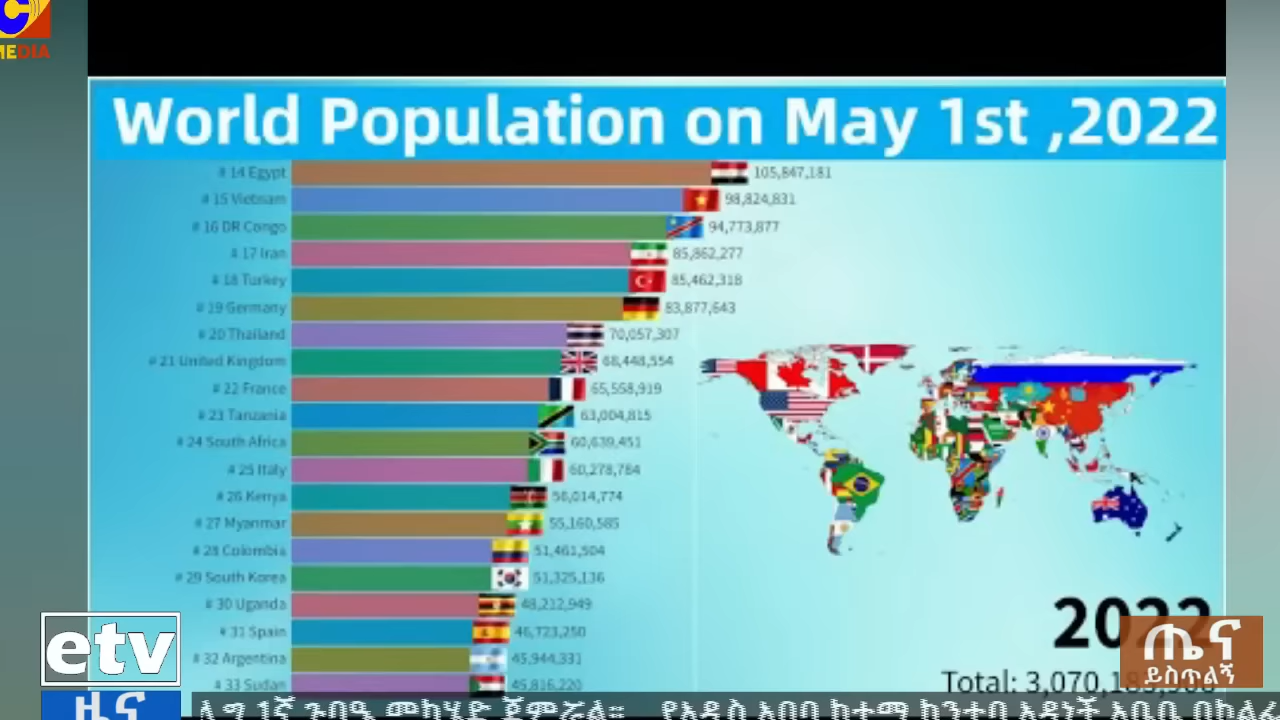 C
MEDIA
World Population on May 1st ,2022
# 14 Egypt 105,847,181
# 15 Vietnam 98,824,831
# 16 DR Congo 94,773,877
# 17 Iran 85,862,277
# 18 Turkey 85,462,318
# 19 Germany 83,877,643
# 20 Thailand 70,057,307
# 21 United Kingdom 68,448,554
# 22 France 65,558,919
# 23 Tanzania 63,004,815
# 24 South Africa 60,639,451
# 25 Italy 60,278,784
# 26 Kenya 56,014,774
# 27 Myanmar 55,160,585
# 28 Colombia 51,461,504
# 29 South Korea 51,325,136
# 30 Uganda 48,212,949
# 31 Spain 46,723,250
# 32 Argentina 45,944,331
# 33 Sudan 45,816,220
2022
Total:
etv
ጤና
ይስጥልኝ
ዜና